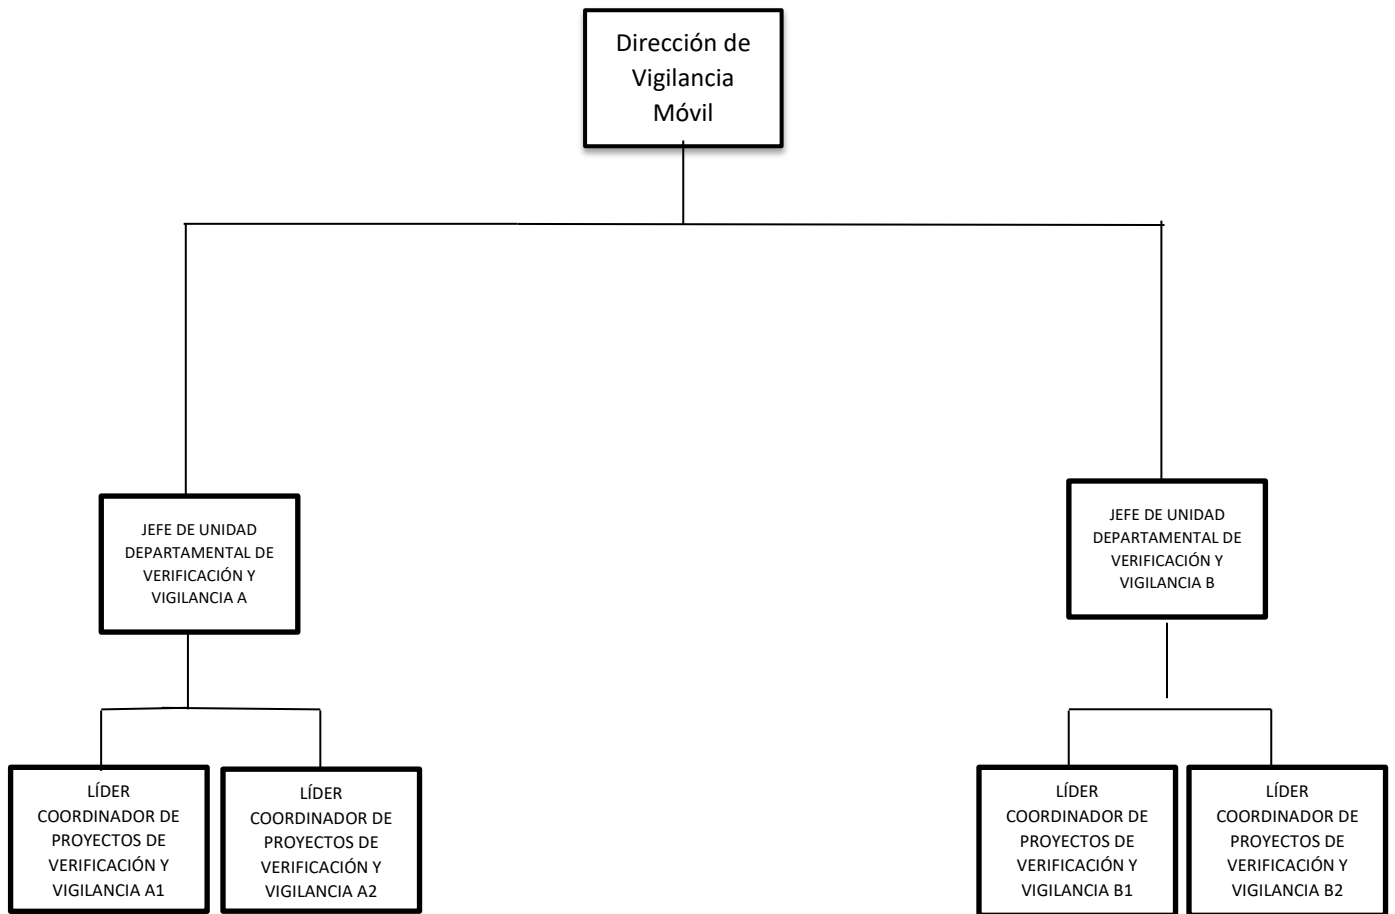 Dirección de
Vigilancia
Móvil
JEFE DE UNIDAD
DEPARTAMENTAL DE
VERIFICACIÓN Y
VIGILANCIA A
JEFE DE UNIDAD
DEPARTAMENTAL DE
VERIFICACIÓN Y
VIGILANCIA B
LÍDER
COORDINADOR DE
PROYECTOS DE
VERIFICACIÓN Y
VIGILANCIA A1
LÍDER
COORDINADOR DE
PROYECTOS DE
VERIFICACIÓN Y
VIGILANCIA A2
LÍDER
COORDINADOR DE
PROYECTOS DE
VERIFICACIÓN Y
VIGILANCIA B1
LÍDER
COORDINADOR DE
PROYECTOS DE
VERIFICACIÓN Y
VIGILANCIA B2